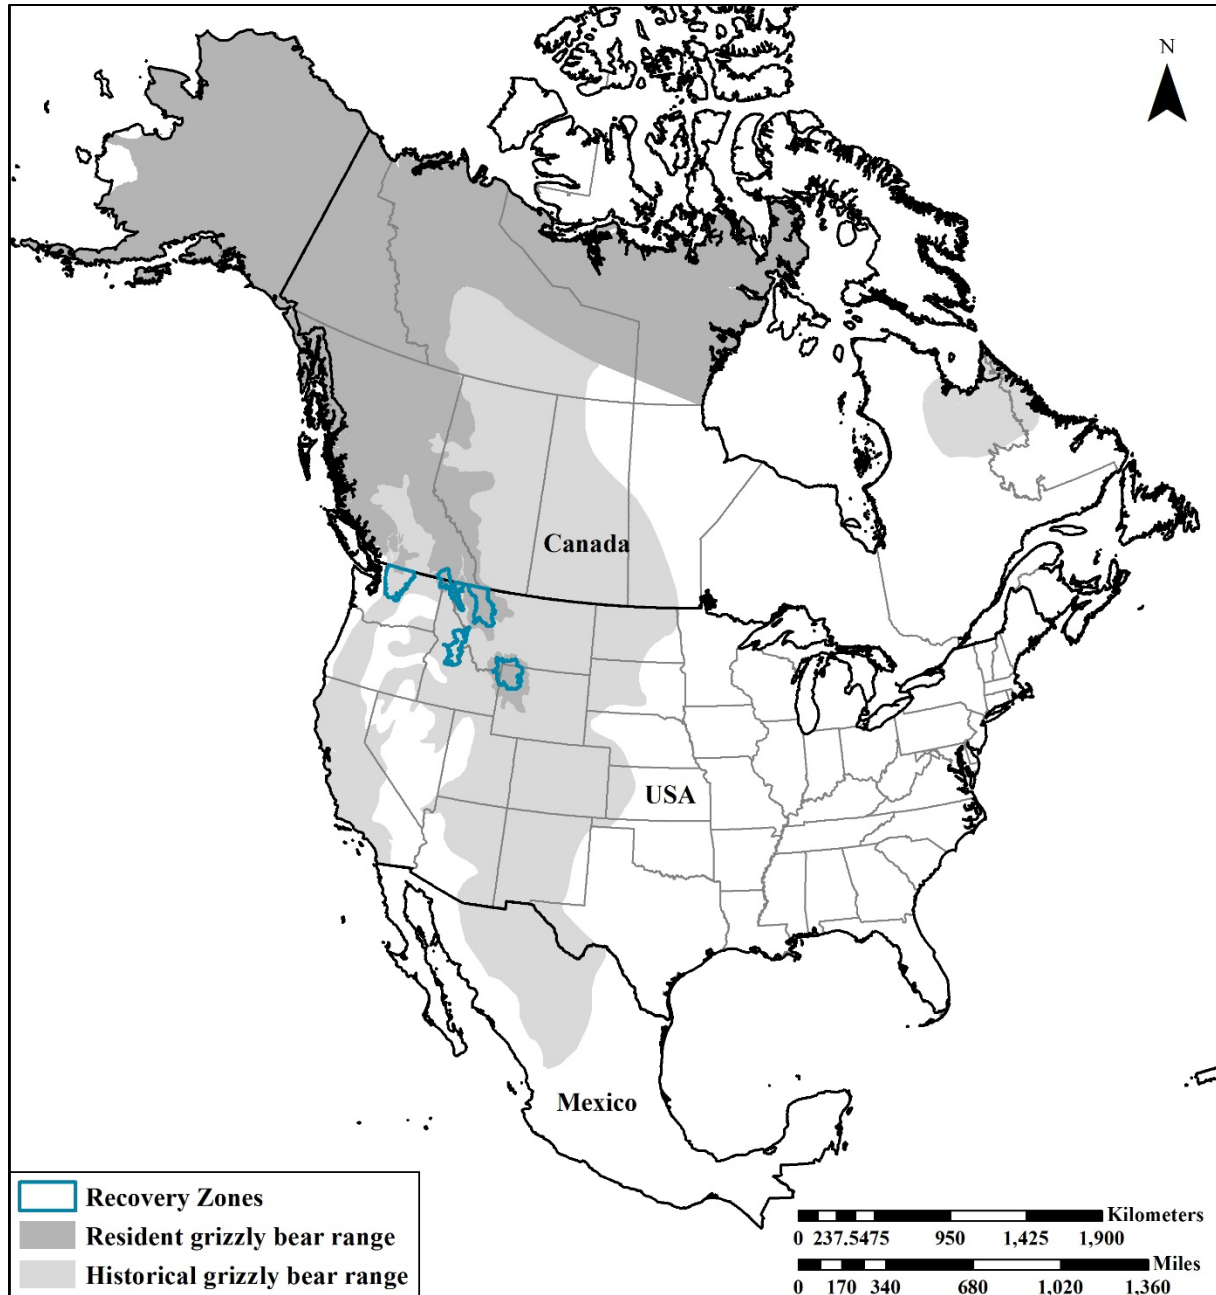 N
Canada
USA
Mexico
Recovery Zones
Resident grizzly bear range
Historical grizzly bear range
Kilometers
0 237.5475 950 1,425 1,900
Miles
0 170 340 680 1,020 1,360